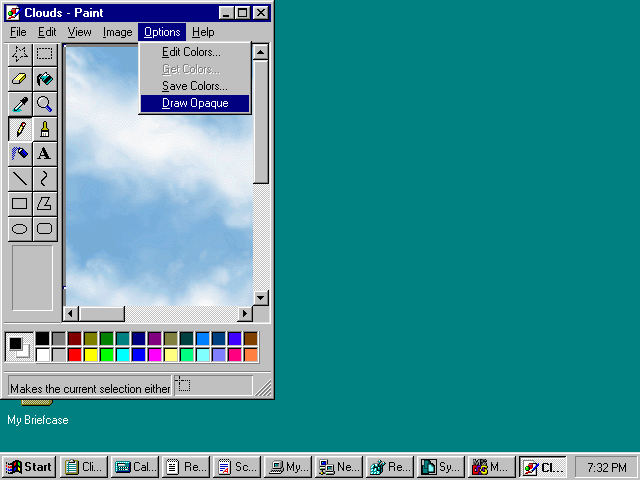 Clouds - Paint
File Edit View Image Options Help
Edit Colors...
Get Colors...
Save Colors...
Draw Opaque
A
Makes the current selection either
My Briefcase
Start Cli... Cal... Re... Sc... My... Ne... Re... Sy... M... Cl... 7:32 PM